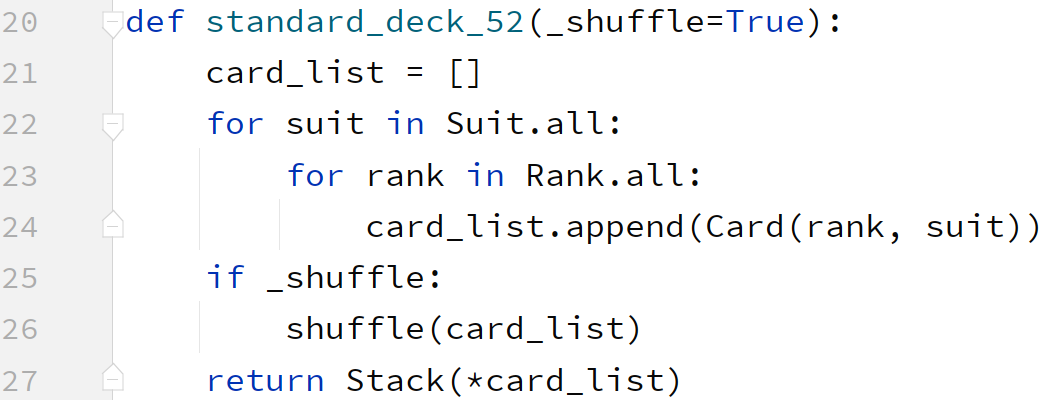 20 def standard_deck_52(_shuffle=True):
21     card_list = []
22     for suit in Suit.all:
23         for rank in Rank.all:
24             card_list.append(Card(rank, suit))
25     if _shuffle:
26         shuffle(card_list)
27     return Stack(*card_list)